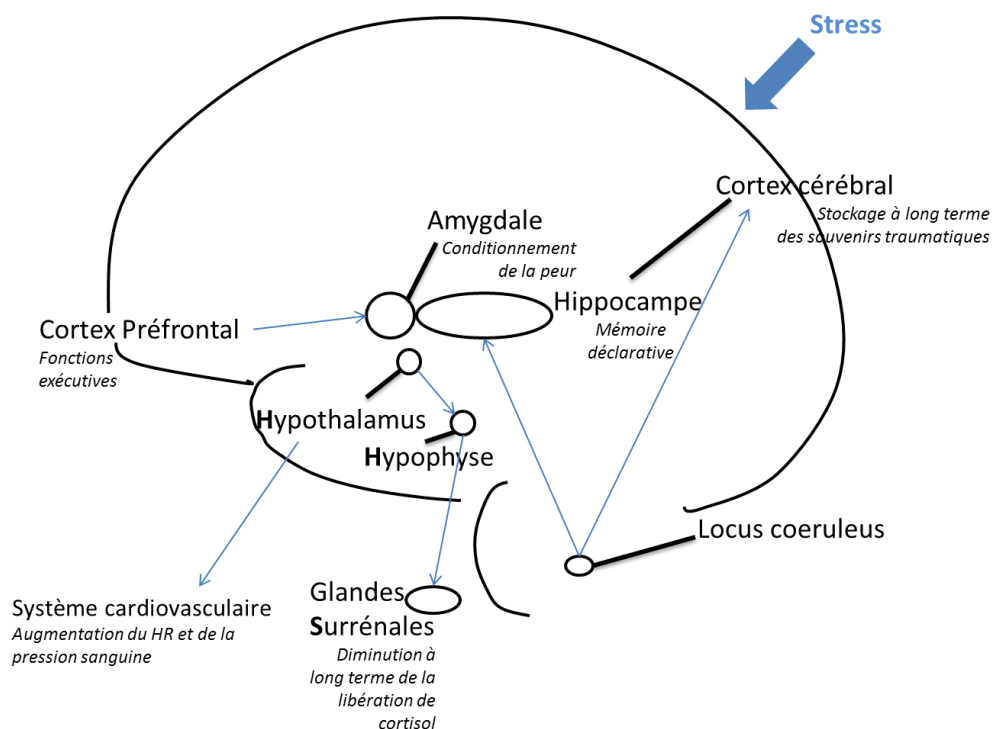 Stress
Cortex cérébral
Stockage à long terme
des souvenirs traumatiques
Amygdale
Conditionnement
de la peur
Hippocampe
Mémoire
déclarative
Cortex Préfrontal
Fonctions
exécutives
Hypothalamus
Hypophyse
Locus coeruleus
Système cardiovasculaire
Augmentation du HR et de la
pression sanguine
Glandes
Surrénales
Diminution à
long terme de la
libération de
cortisol